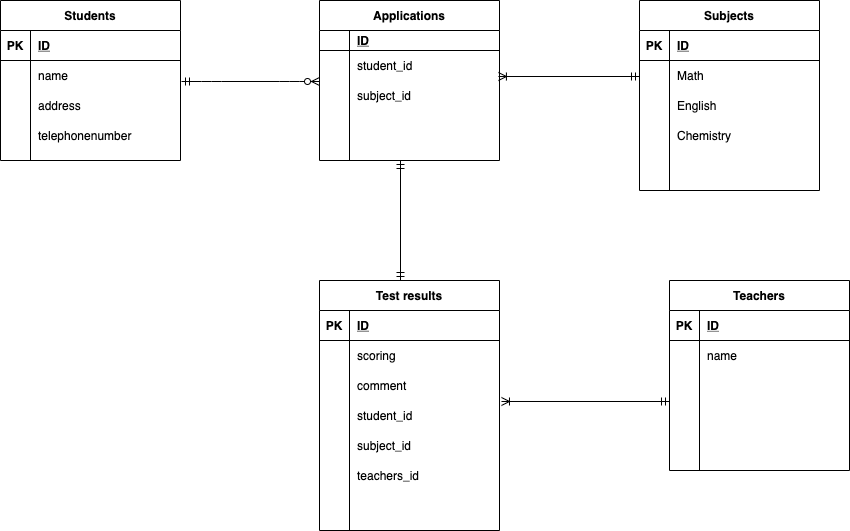 Students
PK ID
name
address
telephonenumber
Applications
ID
student_id
subject_id
Subjects
PK ID
Math
English
Chemistry
Test results
PK ID
scoring
comment
student_id
subject_id
teachers_id
Teachers
PK ID
name